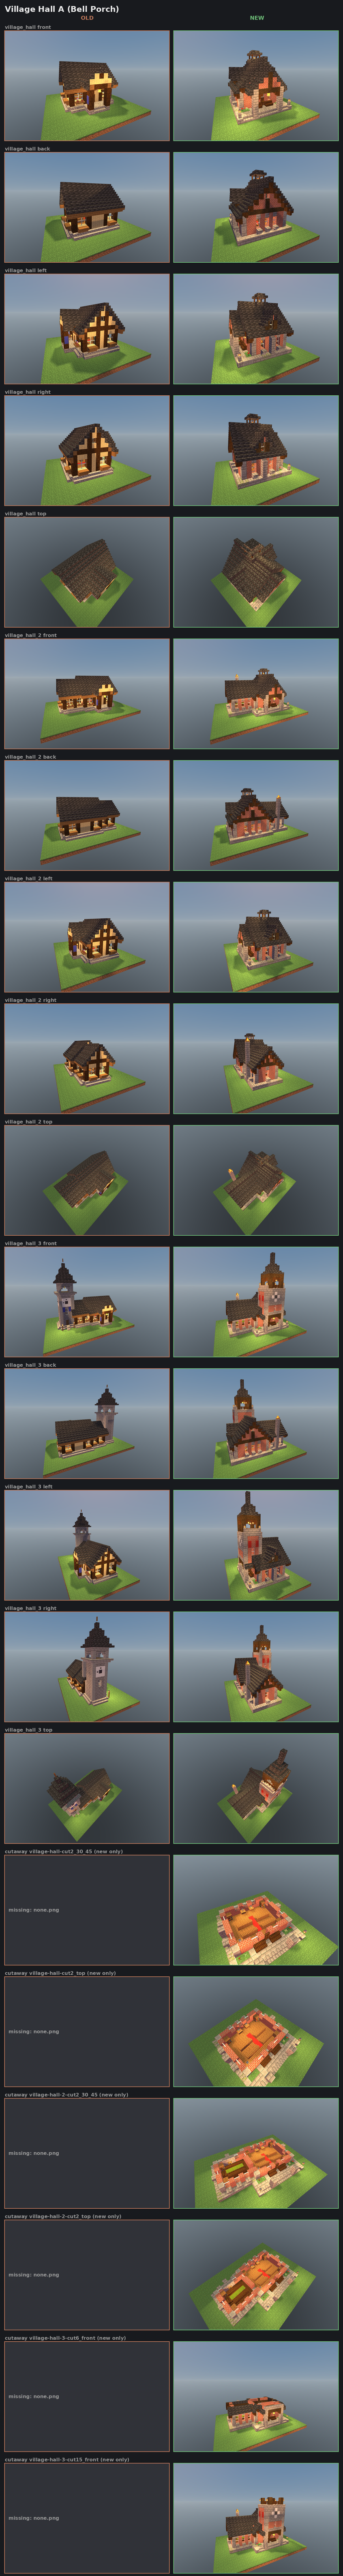 Village Hall A (Bell Porch)
OLD
NEW
village_hall front
village_hall back
village_hall left
village_hall right
village_hall top
village_hall_2 front
village_hall_2 back
village_hall_2 left
village_hall_2 right
village_hall_2 top
village_hall_3 front
village_hall_3 back
village_hall_3 left
village_hall_3 right
village_hall_3 top
cutaway village-hall-cut2_30_45 (new only)
missing: none.png
cutaway village-hall-cut2_top (new only)
missing: none.png
cutaway village-hall-2-cut2_30_45 (new only)
missing: none.png
cutaway village-hall-2-cut2_top (new only)
missing: none.png
cutaway village-hall-3-cut6_front (new only)
missing: none.png
cutaway village-hall-3-cut15_front (new only)
missing: none.png